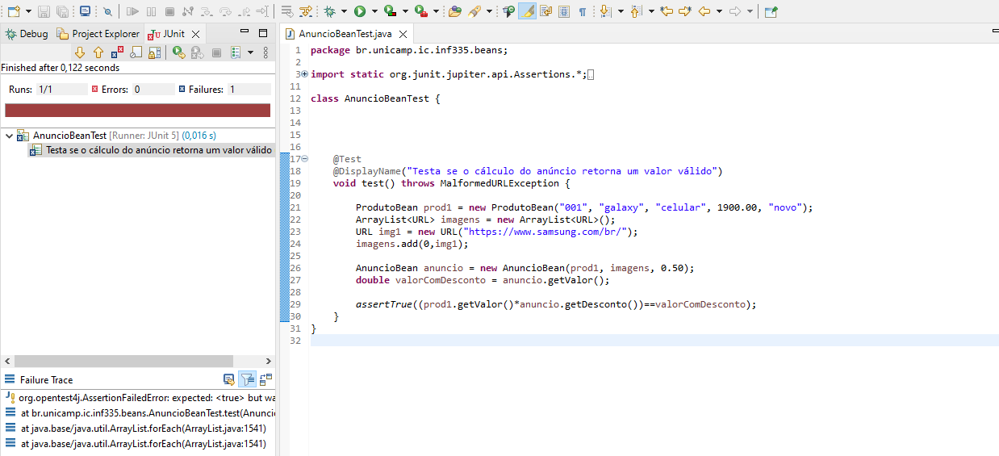 Debug Project Explorer JUnit
Finished after 0,122 seconds
Runs: 1/1 Errors: 0 Failures: 1
AnuncioBeanTest [Runner: JUnit 5] (0,016 s)
Testa se o cálculo do anúncio retorna um valor válido
Failure Trace
org.opentest4j.AssertionFailedError: expected: <true> but wa
at br.unicamp.ic.inf335.beans.AnuncioBeanTest.test(Anunci
at java.base/java.util.ArrayList.forEach(ArrayList.java:1541)
at java.base/java.util.ArrayList.forEach(ArrayList.java:1541)
AnuncioBeanTest.java
1 package br.unicamp.ic.inf335.beans;
2
3 import static org.junit.jupiter.api.Assertions.*;
11
12 class AnuncioBeanTest {
13
14
15
16
17 @Test
18 @DisplayName("Testa se o cálculo do anúncio retorna um valor válido")
19 void test() throws MalformedURLException {
20
21 ProdutoBean prod1 = new ProdutoBean("001", "galaxy", "celular", 1900.00, "novo");
22 ArrayList<URL> imagens = new ArrayList<URL>();
23 URL img1 = new URL("https://www.samsung.com/br/");
24 imagens.add(0,img1);
25
26 AnuncioBean anuncio = new AnuncioBean(prod1, imagens, 0.50);
27 double valorComDesconto = anuncio.getValor();
28
29 assertTrue((prod1.getValor()*anuncio.getDesconto())==valorComDesconto);
30 }
31 }
32